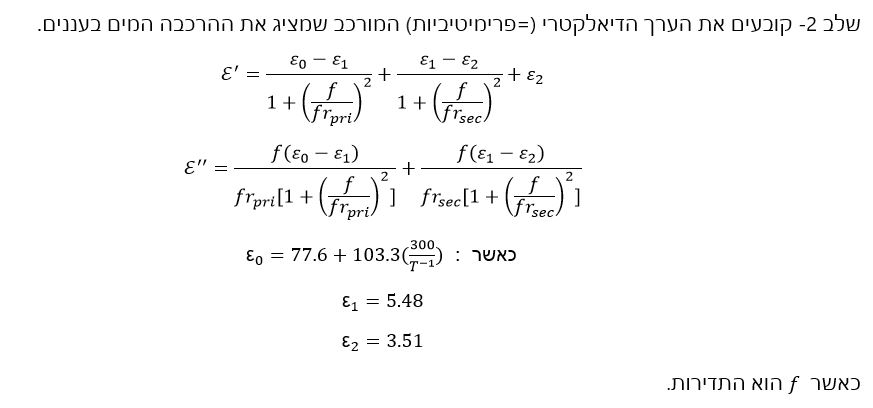 שלב 2- קובעים את הערך הדיאלקטרי (=פרימיטיביות) המורכב שמציג את ההרכבה המים בעננים.
Ɛ′ = (ε₀ − ε₁)/(1 + (f/fr_pri)²) + (ε₁ − ε₂)/(1 + (f/fr_sec)²) + ε₂
Ɛ′′ = f(ε₀ − ε₁)/(fr_pri[1 + (f/fr_pri)²]) + f(ε₁ − ε₂)/(fr_sec[1 + (f/fr_sec)²])
כאשר : ε₀ = 77.6 + 103.3(300/T−1)
ε₁ = 5.48
ε₂ = 3.51
כאשר f הוא התדירות.